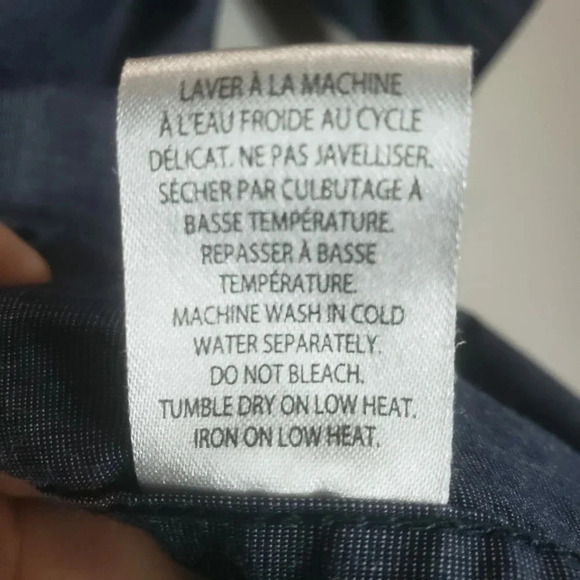 LAVER À LA MACHINE
À L'EAU FROIDE AU CYCLE
DÉLICAT. NE PAS JAVELLISER.
SÉCHER PAR CULBUTAGE À
BASSE TEMPÉRATURE.
REPASSER À BASSE
TEMPÉRATURE.
MACHINE WASH IN COLD
WATER SEPARATELY.
DO NOT BLEACH.
TUMBLE DRY ON LOW HEAT.
IRON ON LOW HEAT.